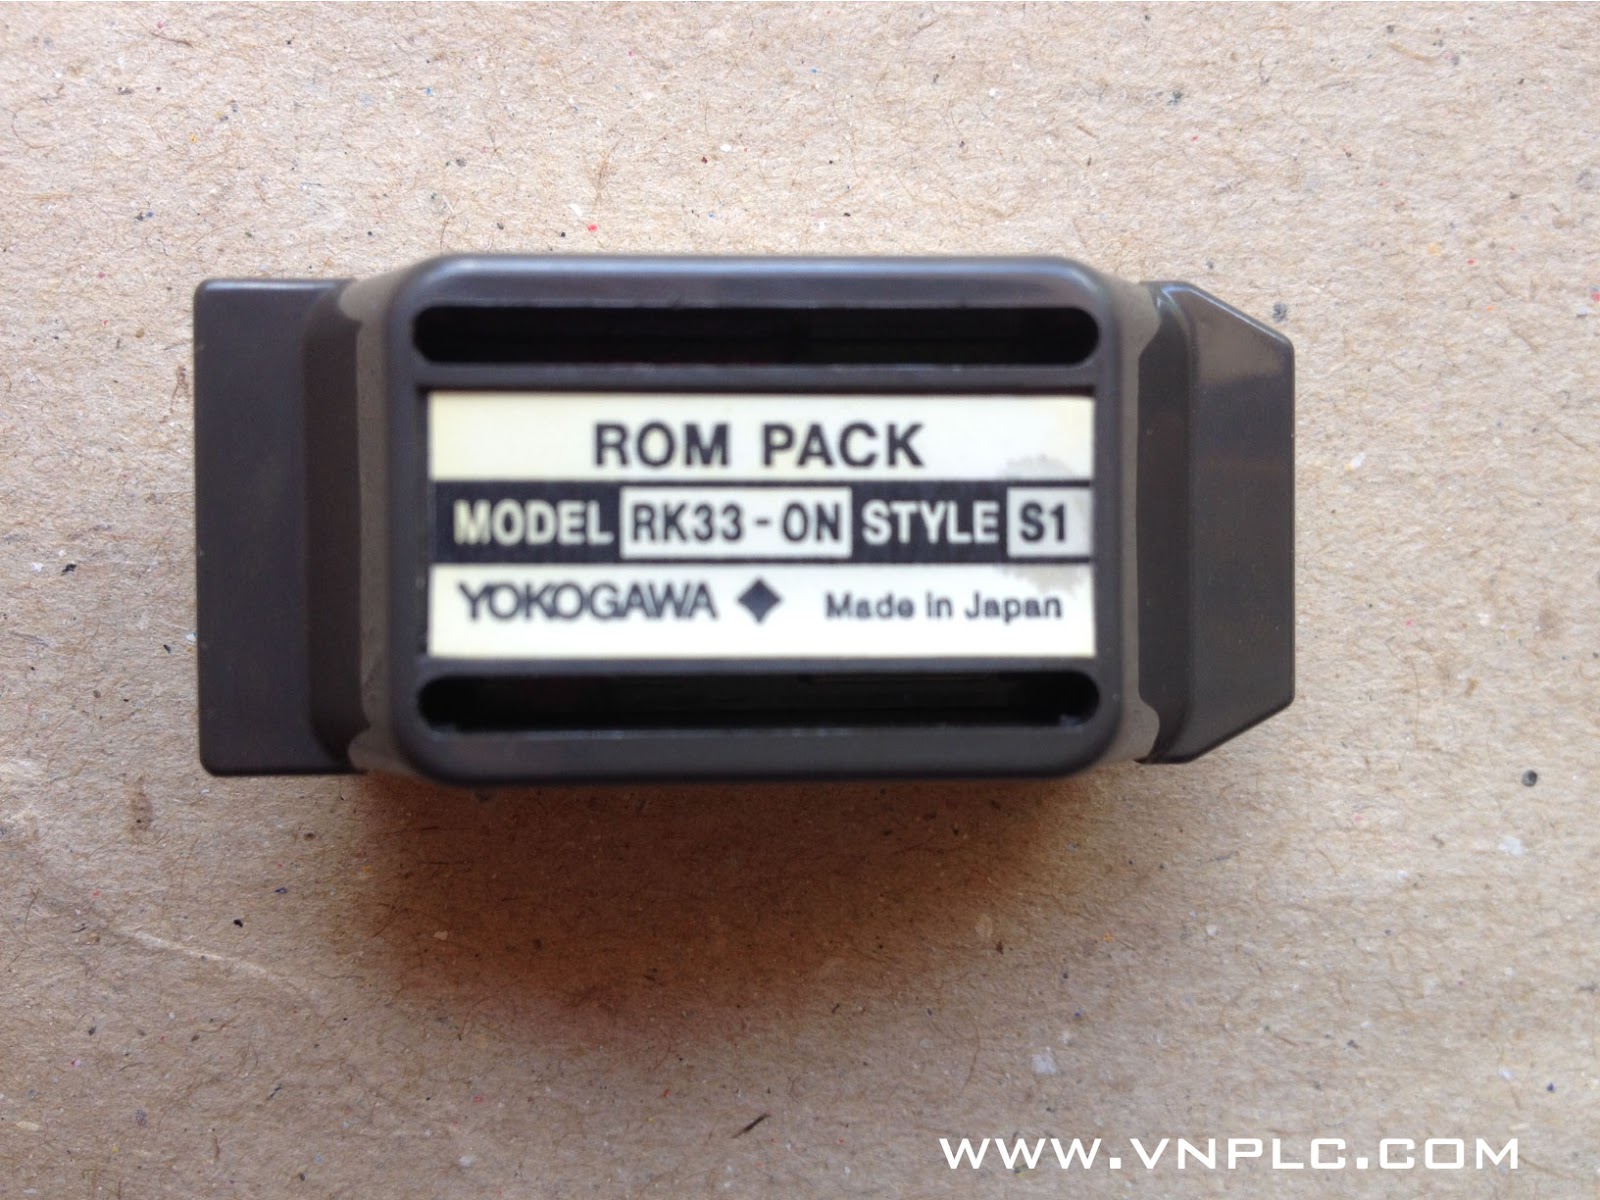 ROM PACK
MODEL RK33-0N STYLE S1
YOKOGAWA Made in Japan
WWW.VNPLC.COM